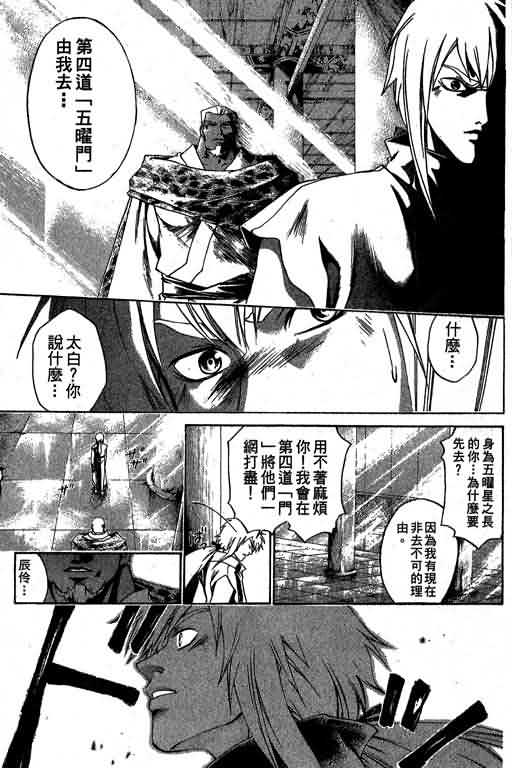 第四道「五曜門」
由我去…
什麼…
太白？你
說什麼…
身為五曜星之長
的你…為什麼要
先去？
因為我有現在
非去不可的理
由。
用不著麻煩
你！我會在
第四道「門
」將他們一
網打盡！
辰伶。